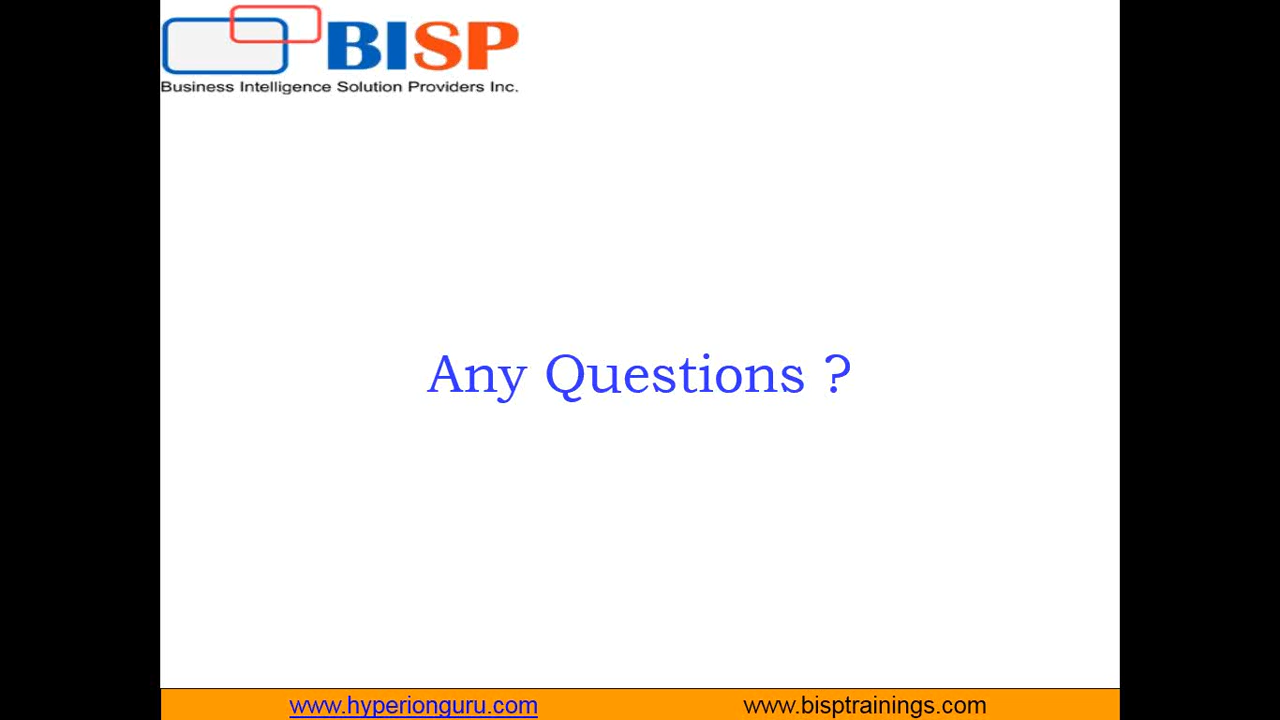 BISP
Business Intelligence Solution Providers Inc.
Any Questions ?
www.hyperionguru.com www.bisptrainings.com